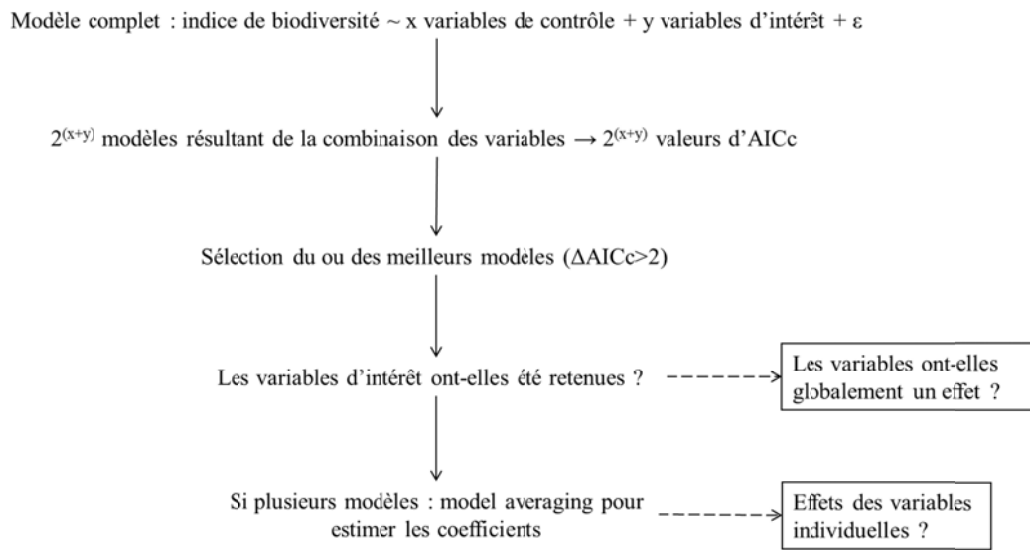 Modèle complet : indice de biodiversité ~ x variables de contrôle + y variables d’intérêt + ε
2^(x+y) modèles résultant de la combinaison des variables → 2^(x+y) valeurs d’AICc
Sélection du ou des meilleurs modèles (ΔAICc>2)
Les variables d’intérêt ont-elles été retenues ?
Les variables ont-elles
globalement un effet ?
Si plusieurs modèles : model averaging pour
estimer les coefficients
Effets des variables
individuelles ?